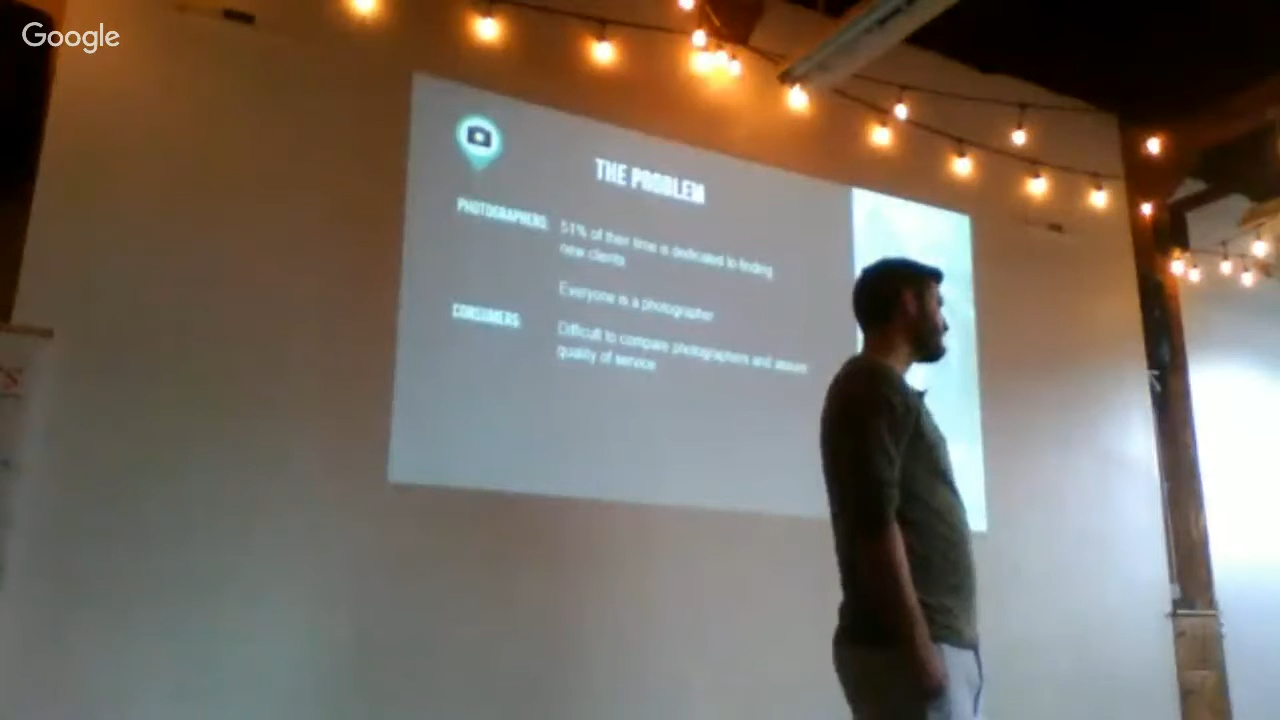 Google
THE PROBLEM
PHOTOGRAPHERS:
51% of their time is dedicated to finding
new clients
Everyone is a photographer
CONSUMERS:
Difficult to compare photographers and assure
quality of service